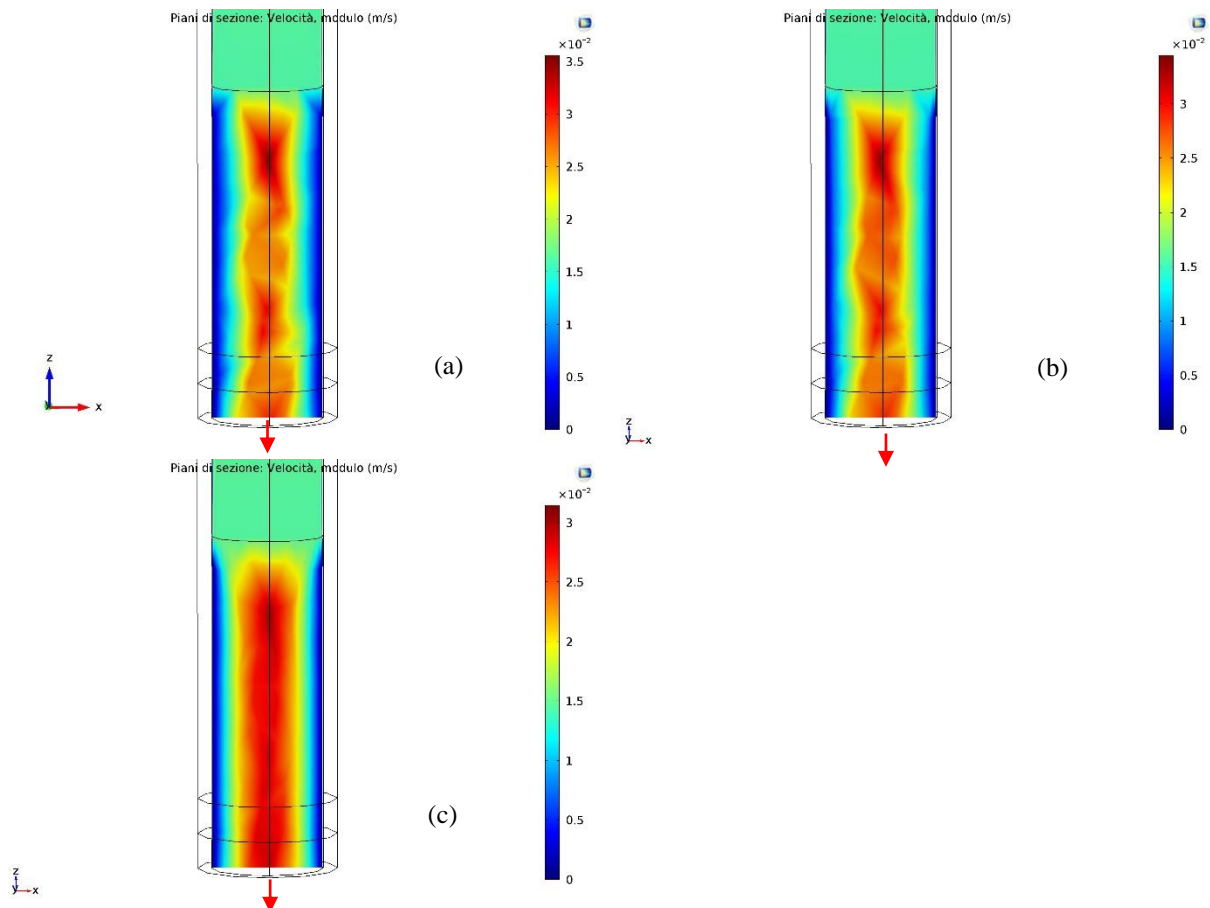 Piani di sezione: Velocità, modulo (m/s)
×10⁻²
3.5
3
2.5
2
1.5
1
0.5
0
z
y
x
(a)
Piani di sezione: Velocità, modulo (m/s)
×10⁻²
3
2.5
2
1.5
1
0.5
0
z
y
x
(b)
Piani di sezione: Velocità, modulo (m/s)
×10⁻²
3
2.5
2
1.5
1
0.5
0
z
y
x
(c)